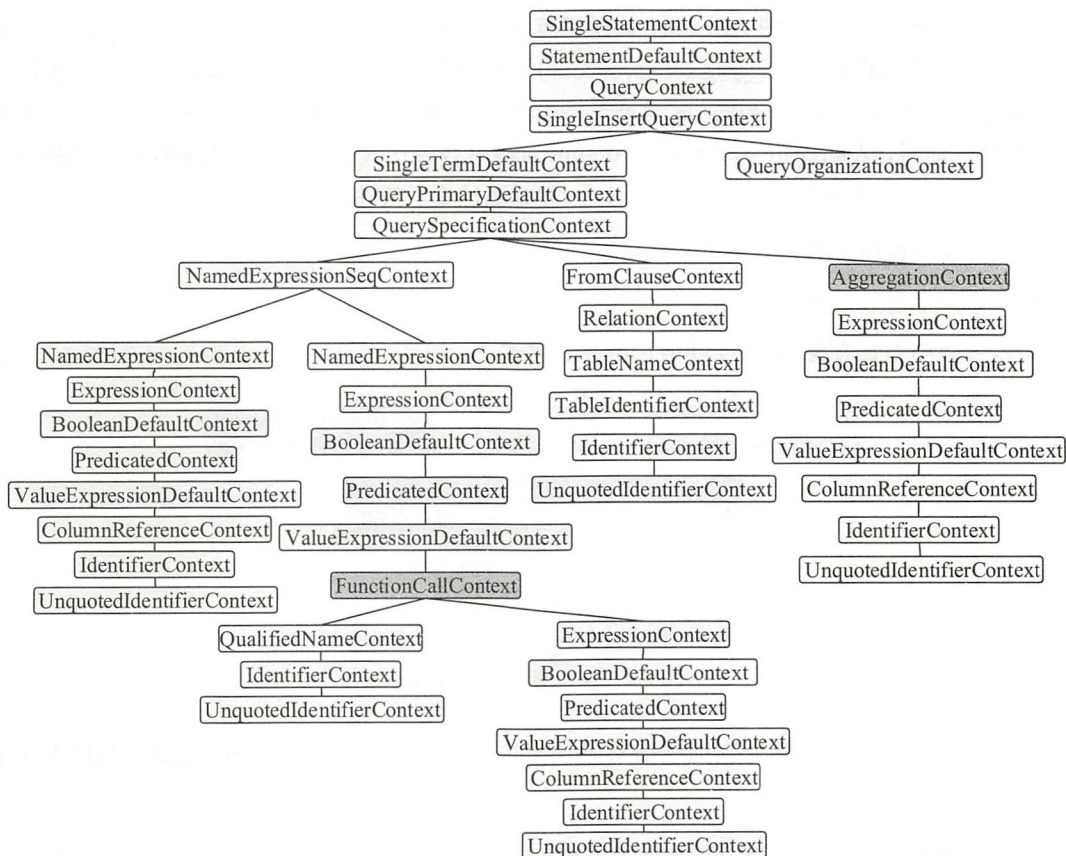 SingleStatementContext
StatementDefaultContext
QueryContext
SingleInsertQueryContext
SingleTermDefaultContext
QueryOrganizationContext
QueryPrimaryDefaultContext
QuerySpecificationContext
NamedExpressionSeqContext
FromClauseContext
AggregationContext
NamedExpressionContext
ExpressionContext
BooleanDefaultContext
PredicatedContext
ValueExpressionDefaultContext
ColumnReferenceContext
IdentifierContext
UnquotedIdentifierContext
NamedExpressionContext
ExpressionContext
BooleanDefaultContext
PredicatedContext
ValueExpressionDefaultContext
FunctionCallContext
QualifiedNameContext
IdentifierContext
UnquotedIdentifierContext
ExpressionContext
BooleanDefaultContext
PredicatedContext
ValueExpressionDefaultContext
ColumnReferenceContext
IdentifierContext
UnquotedIdentifierContext
RelationContext
TableNameContext
TableIdentifierContext
IdentifierContext
UnquotedIdentifierContext
ExpressionContext
BooleanDefaultContext
PredicatedContext
ValueExpressionDefaultContext
ColumnReferenceContext
IdentifierContext
UnquotedIdentifierContext